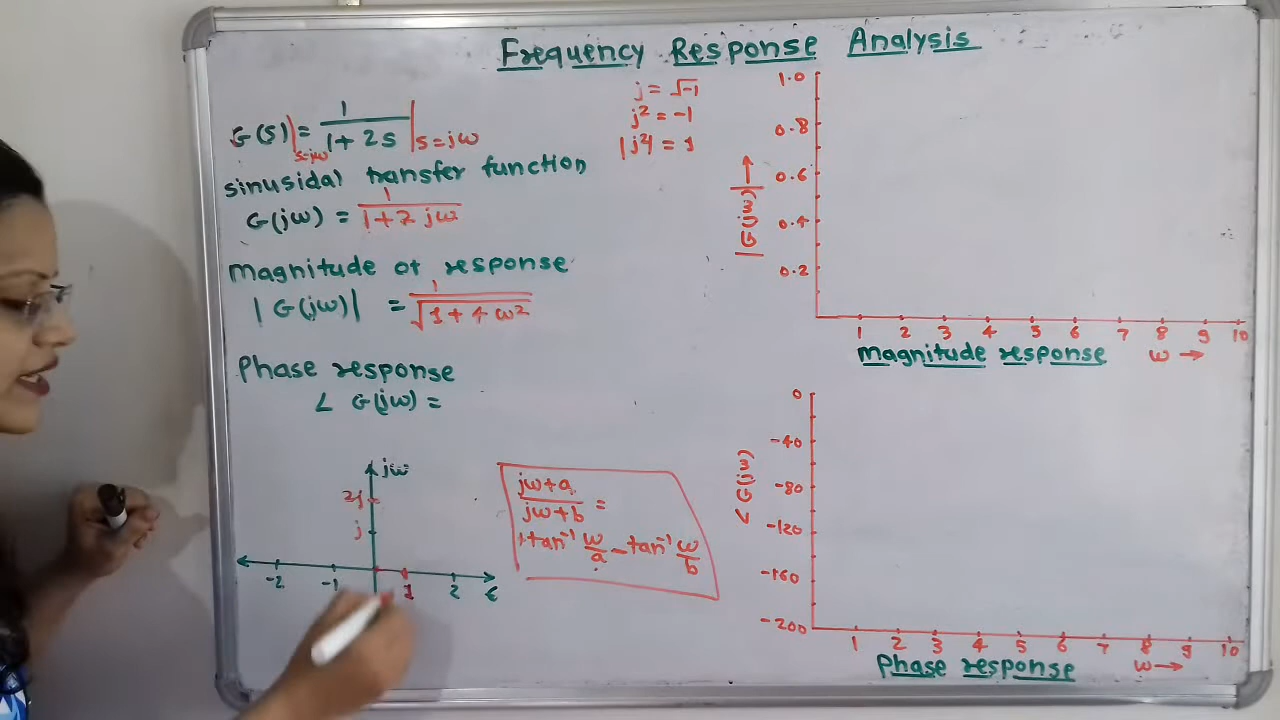 Frequency Response Analysis
G(s)|s=jω = 1/(1+2s)|s=jω
j = √-1
j² = -1
|j²| = 1
sinusidal transfer function
G(jω) = 1/(1+2jω)
magnitude of response
|G(jω)| = 1/√(1+4ω²)
Phase response
∠ G(jω) =
jω
2j
j
-2 -1 1 2 σ
(jω+a)/(jω+b) =
+tan⁻¹ ω/a - tan⁻¹ ω/b
|G(jω)| →
1.0
0.8
0.6
0.4
0.2
1 2 3 4 5 6 7 8 9 10
magnitude response ω →
∠ G(jω)
0
-40
-80
-120
-160
-200
1 2 3 4 5 6 7 8 9 10
Phase response ω →